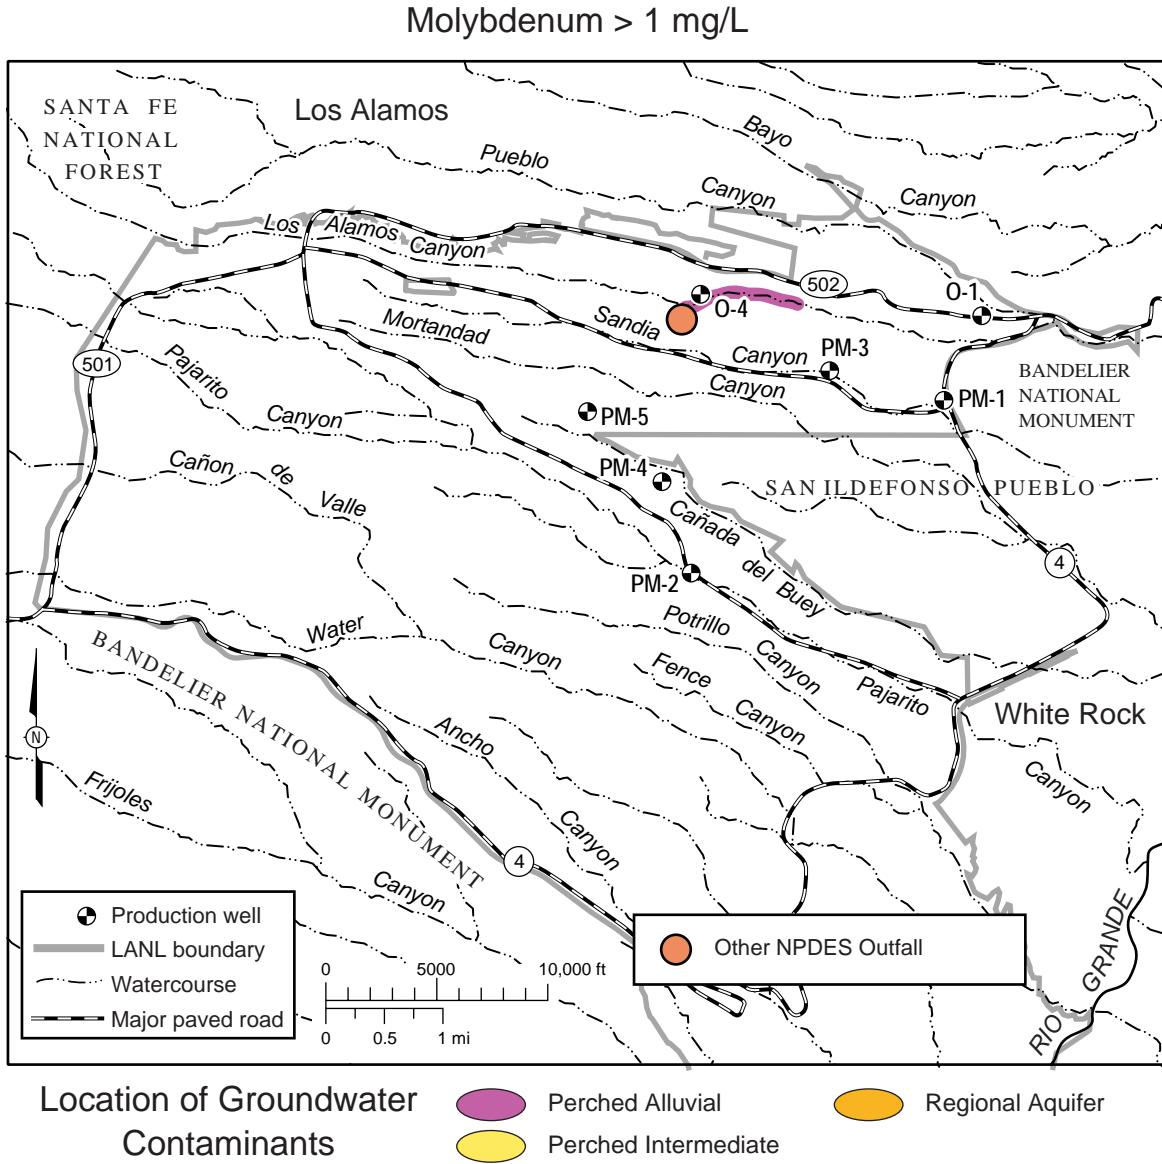 Molybdenum > 1 mg/L
SANTA FE
NATIONAL
FOREST
Los Alamos
Bayo
Pueblo
Canyon
Canyon
Los Alamos Canyon
502
O-1
O-4
Sandia
Mortandad
Canyon
PM-3
501
Pajarito
Canyon
BANDELIER
NATIONAL
MONUMENT
PM-1
Canyon
PM-5
Cañon de Valle
PM-4
SAN ILDEFONSO PUEBLO
Cañada del Buey
4
PM-2
Water
Canyon
Potrillo
Canyon
Fence
Canyon
Pajarito
BANDELIER NATIONAL MONUMENT
N
Ancho
Canyon
White Rock
Canyon
Frijoles
Canyon
4
RIO GRANDE
Production well
LANL boundary
Watercourse
Major paved road
0 5000 10,000 ft
0 0.5 1 mi
Other NPDES Outfall
Location of Groundwater
Contaminants
Perched Alluvial
Perched Intermediate
Regional Aquifer